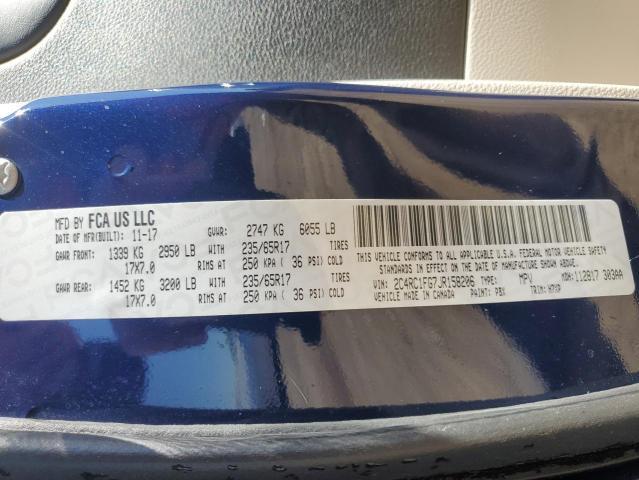 MFD BY FCA US LLC
DATE OF MFR(BUILT): 11-17 GVWR: 2747 KG 6055 LB
GAWR FRONT: 1339 KG 2950 LB WITH 235/65R17 TIRES
17X7.0 RIMS AT 250 KPA ( 36 PSI) COLD
GAWR REAR: 1452 KG 3200 LB WITH 235/65R17 TIRES
17X7.0 RIMS AT 250 KPA ( 36 PSI) COLD
THIS VEHICLE CONFORMS TO ALL APPLICABLE U.S.A. FEDERAL MOTOR VEHICLE SAFETY
STANDARDS IN EFFECT ON THE DATE OF MANUFACTURE SHOWN ABOVE.
VIN: 2C4RC1FG7JR158206 TYPE: MPV MDH: 112817 303AA
VEHICLE MADE IN CANADA PAINT: PBX TRIM: